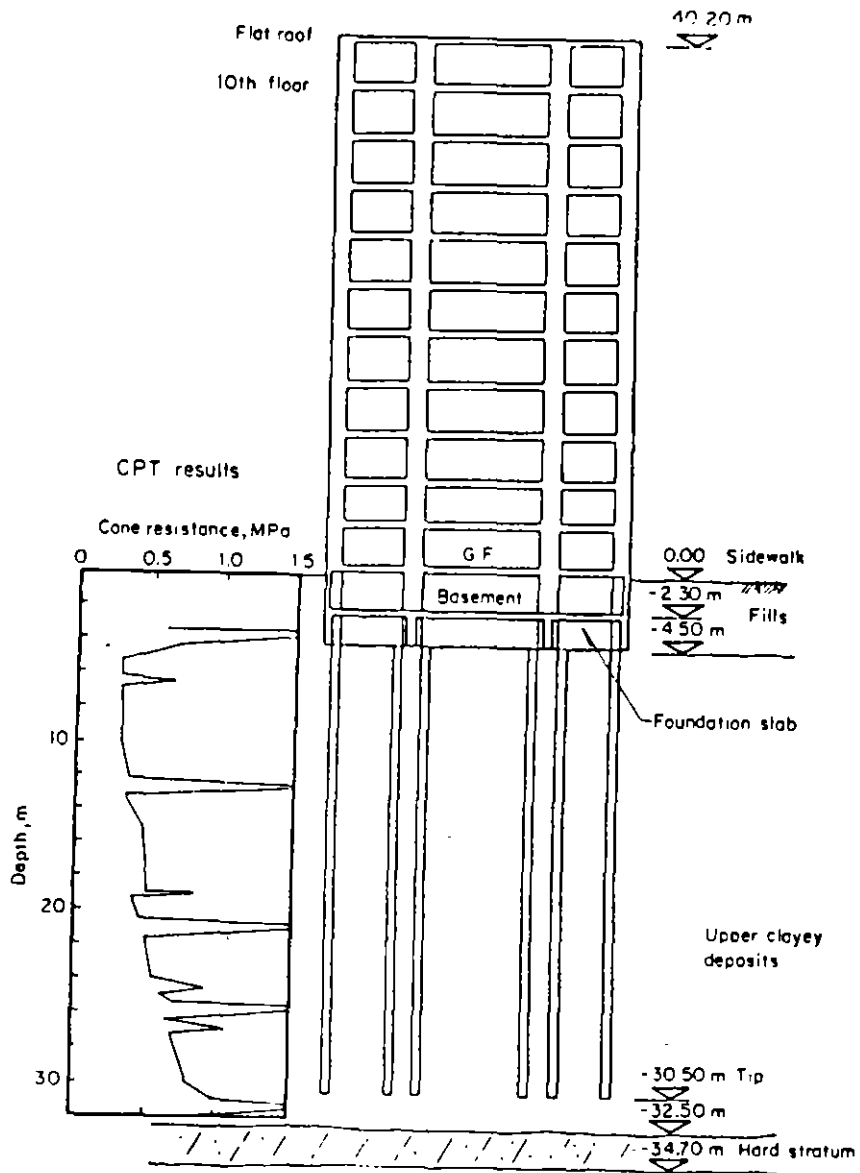 40.20 m
Flat roof
10th floor
CPT results
Cone resistance, MPa
0 0.5 1.0 1.5
G F
0.00 Sidewalk
Basement
-2.30 m
Fills
-4.50 m
Foundation slab
10
Depth, m
20
Upper clayey
deposits
30
-30.50 m Tip
-32.50 m
-34.70 m Hard stratum